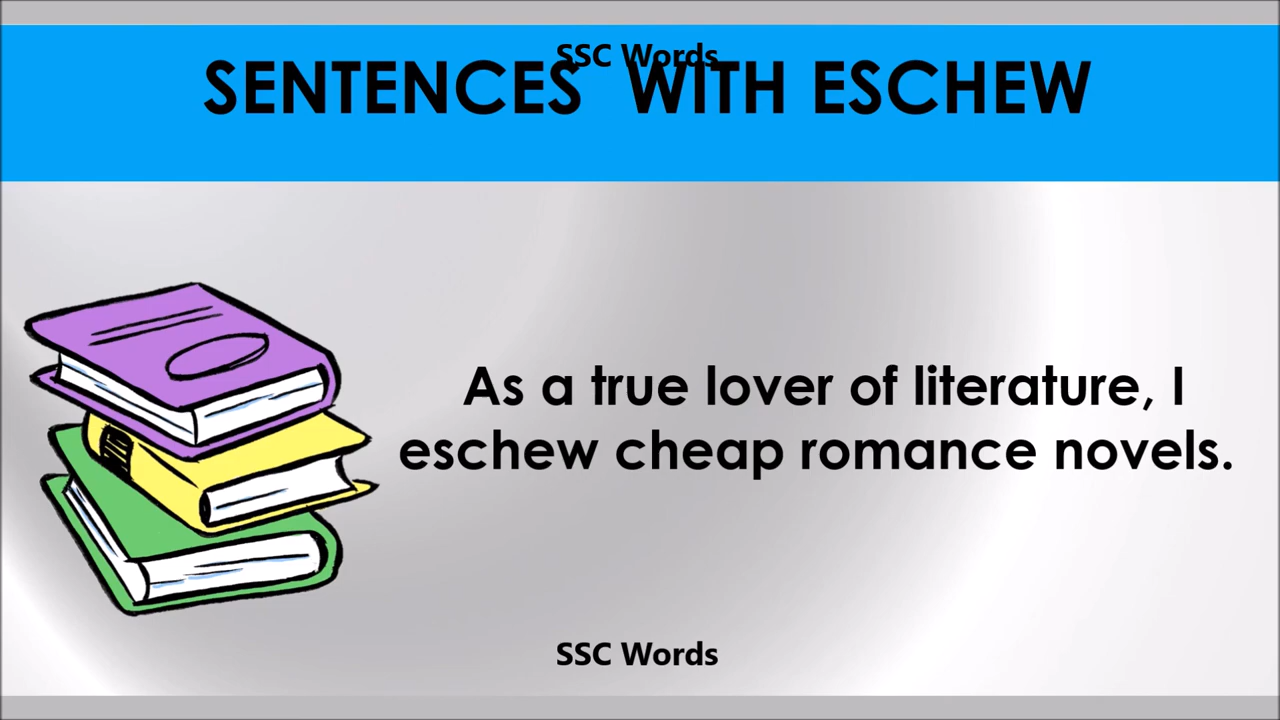 SSC Words
SENTENCES WITH ESCHEW
As a true lover of literature, I
eschew cheap romance novels.
SSC Words